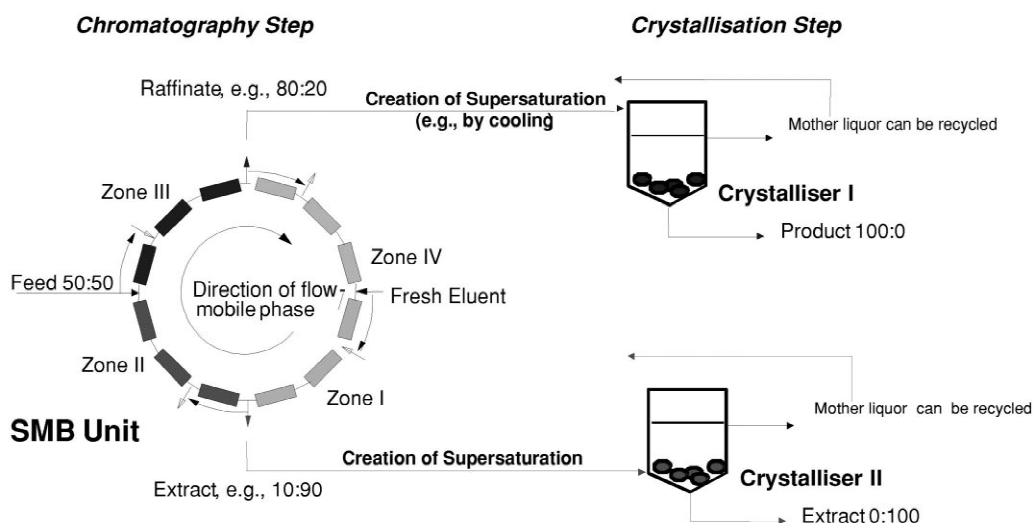 Chromatography Step
Crystallisation Step
Raffinate, e.g., 80:20
Creation of Supersaturation
(e.g., by cooling)
Mother liquor can be recycled
Zone III
Crystalliser I
Product 100:0
Zone IV
Feed 50:50
Direction of flow-
mobile phase
Fresh Eluent
Zone II
Zone I
Mother liquor can be recycled
SMB Unit
Creation of Supersaturation
Crystalliser II
Extract, e.g., 10:90
Extract 0:100